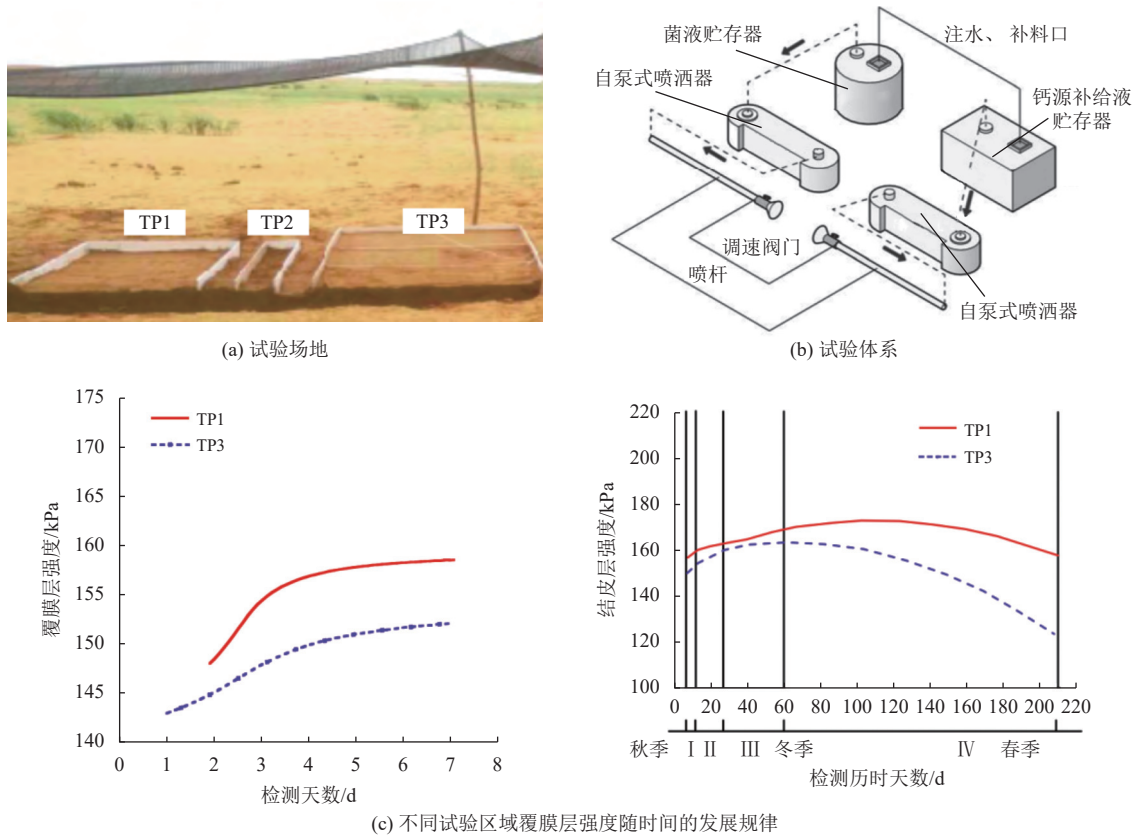 TP1
TP2
TP3
(a) 试验场地
菌液贮存器
注水、 补料口
自泵式喷洒器
钙源补给液
贮存器
调速阀门
喷杆
自泵式喷洒器
(b) 试验体系
覆膜层强度/kPa
175
170
165
160
155
150
145
140
TP1
TP3
0 1 2 3 4 5 6 7 8
检测天数/d
结皮层强度/kPa
220
200
180
160
140
120
100
TP1
TP3
0 20 40 60 80 100 120 140 160 180 200 220
秋季 Ⅰ Ⅱ Ⅲ 冬季 Ⅳ 春季
检测历时天数/d
(c) 不同试验区域覆膜层强度随时间的发展规律